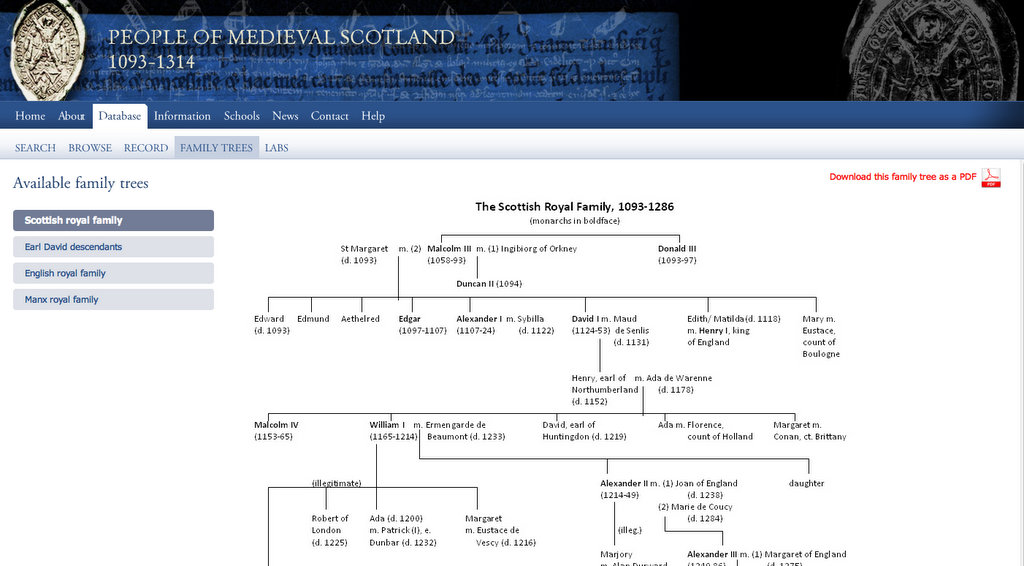 PEOPLE OF MEDIEVAL SCOTLAND
1093-1314
Home About Database Information Schools News Contact Help
SEARCH BROWSE RECORD FAMILY TREES LABS
Available family trees
Download this family tree as a PDF
PDF
Scottish royal family
Earl David descendants
English royal family
Manx royal family
The Scottish Royal Family, 1093-1286
(monarchs in boldface)
St Margaret m. (2) Malcolm III m. (1) Ingibiorg of Orkney Donald III
(d. 1093) (1058-93) (1093-97)
Duncan II (1094)
Edward Edmund Aethelred Edgar Alexander I m. Sybilla David I m. Maud Edith/ Matilda(d. 1118) Mary m.
(d. 1093) (1097-1107) (1107-24) (d. 1122) (1124-53) de Senlis m. Henry I, king Eustace,
(d. 1131) of England count of
Boulogne
Henry, earl of m. Ada de Warenne
Northumberland (d. 1178)
(d. 1152)
Malcolm IV William I m. Ermengarde de David, earl of Ada m. Florence, Margaret m.
(1153-65) (1165-1214) Beaumont (d. 1233) Huntingdon (d. 1219) count of Holland Conan, ct. Brittany
(illegitimate) Alexander II m. (1) Joan of England daughter
(1214-49) (d. 1238)
(2) Marie de Coucy
(d. 1284)
Robert of Ada (d. 1200) Margaret
London m. Patrick (I), e. m. Eustace de (illeg.)
(d. 1225) Dunbar (d. 1232) Vescy (d. 1216)
Marjory Alexander III m. (1) Margaret of England
m. Alan Durward (1249-86) (d. 1275)